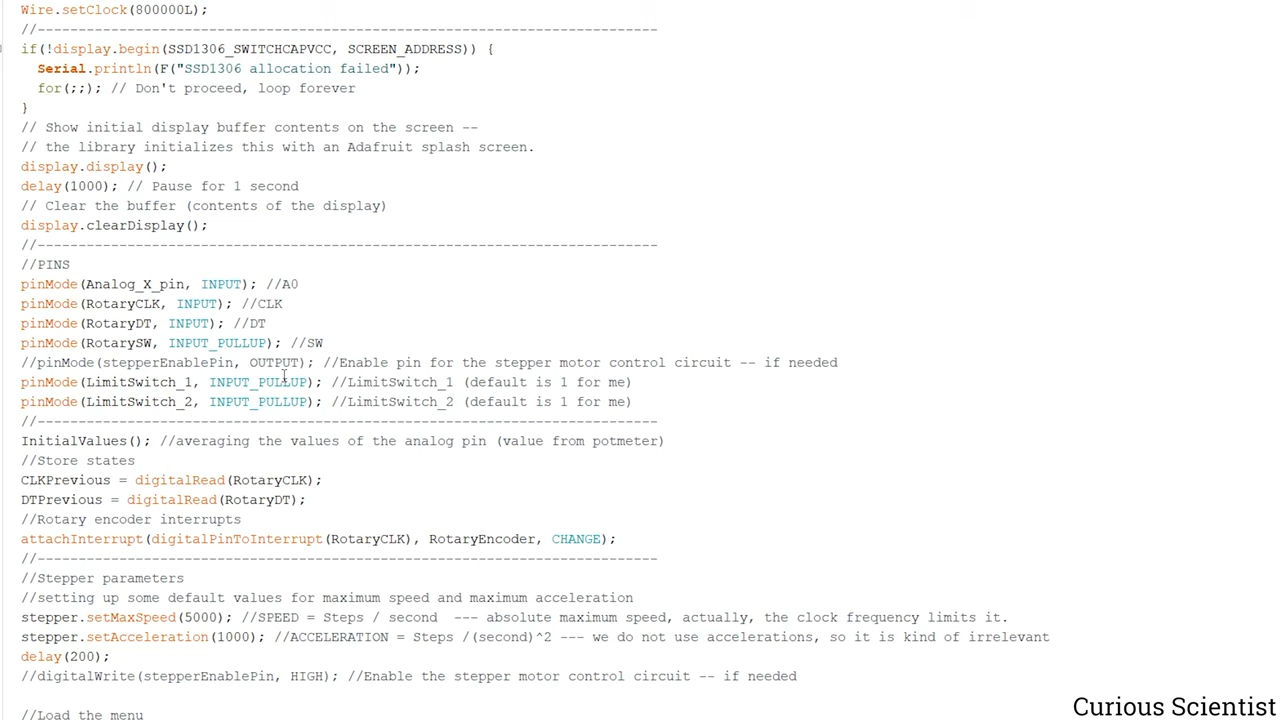 Wire.setClock(800000L);
//----------------------------------------------------------------------------
if(!display.begin(SSD1306_SWITCHCAPVCC, SCREEN_ADDRESS)) {
Serial.println(F("SSD1306 allocation failed"));
for(;;); // Don't proceed, loop forever
}
// Show initial display buffer contents on the screen --
// the library initializes this with an Adafruit splash screen.
display.display();
delay(1000); // Pause for 1 second
// Clear the buffer (contents of the display)
display.clearDisplay();
//----------------------------------------------------------------------------
//PINS
pinMode(Analog_X_pin, INPUT); //A0
pinMode(RotaryCLK, INPUT); //CLK
pinMode(RotaryDT, INPUT); //DT
pinMode(RotarySW, INPUT_PULLUP); //SW
//pinMode(stepperEnablePin, OUTPUT); //Enable pin for the stepper motor control circuit -- if needed
pinMode(LimitSwitch_1, INPUT_PULLUP); //LimitSwitch_1 (default is 1 for me)
pinMode(LimitSwitch_2, INPUT_PULLUP); //LimitSwitch_2 (default is 1 for me)
//----------------------------------------------------------------------------
InitialValues(); //averaging the values of the analog pin (value from potmeter)
//Store states
CLKPrevious = digitalRead(RotaryCLK);
DTPrevious = digitalRead(RotaryDT);
//Rotary encoder interrupts
attachInterrupt(digitalPinToInterrupt(RotaryCLK), RotaryEncoder, CHANGE);
//----------------------------------------------------------------------------
//Stepper parameters
//setting up some default values for maximum speed and maximum acceleration
stepper.setMaxSpeed(5000); //SPEED = Steps / second  --- absolute maximum speed, actually, the clock frequency limits it.
stepper.setAcceleration(1000); //ACCELERATION = Steps /(second)^2 --- we do not use accelerations, so it is kind of irrelevant
delay(200);
//digitalWrite(stepperEnablePin, HIGH); //Enable the stepper motor control circuit -- if needed
//Load the menu
Curious Scientist